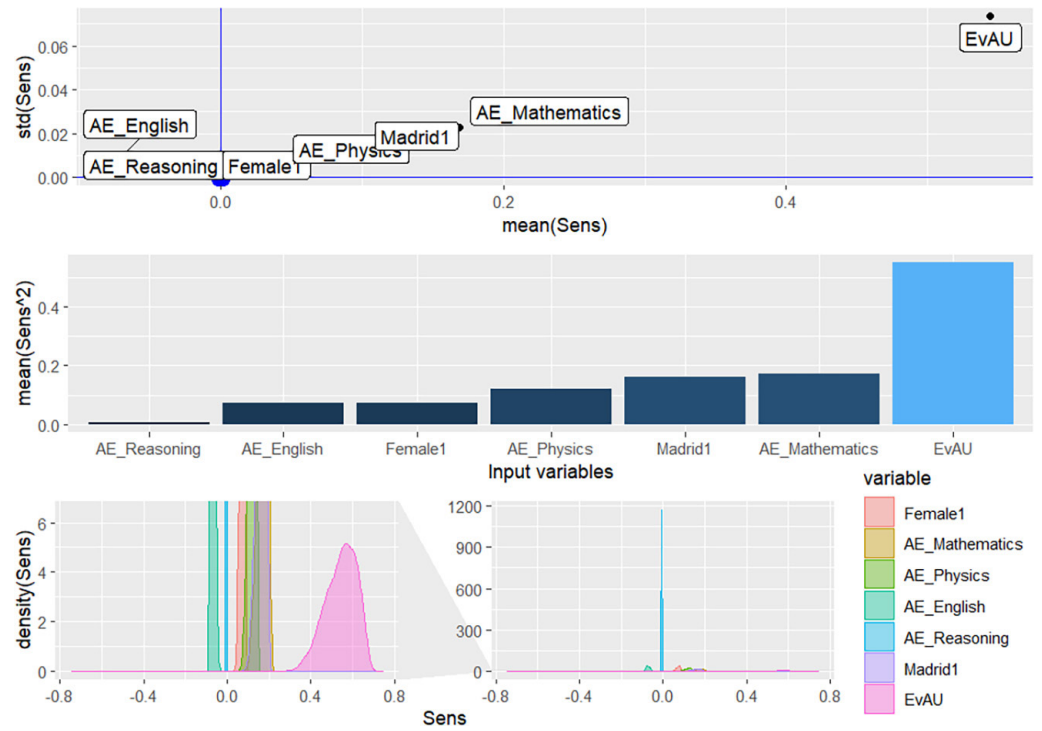 std(Sens)
0.06
0.04
0.02
0.00
EvAU
AE_Mathematics
AE_English
Madrid1
AE_Physics
AE_Reasoning
Female1
0.0
0.2
0.4
mean(Sens)
mean(Sens^2)
0.4
0.2
0.0
AE_Reasoning
AE_English
Female1
AE_Physics
Madrid1
AE_Mathematics
EvAU
Input variables
density(Sens)
6
4
2
0
-0.8
-0.4
0.0
0.4
0.8
1200
900
600
300
0
-0.8
-0.4
0.0
0.4
0.8
Sens
variable
Female1
AE_Mathematics
AE_Physics
AE_English
AE_Reasoning
Madrid1
EvAU